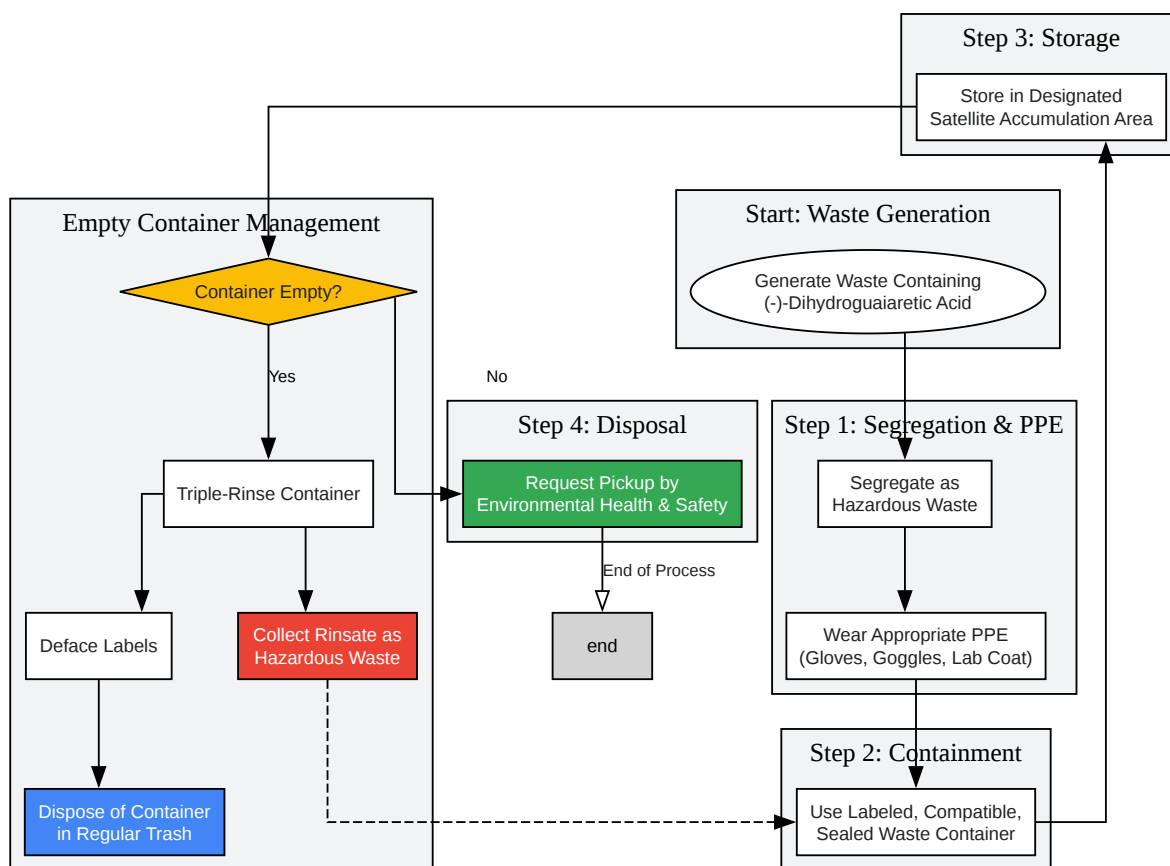 Step 3: Storage
Store in Designated
Satellite Accumulation Area
Empty Container Management
Container Empty?
Yes
No
Triple-Rinse Container
Deface Labels
Collect Rinsate as
Hazardous Waste
Dispose of Container
in Regular Trash
Start: Waste Generation
Generate Waste Containing
(-)-Dihydroguaiaretic Acid
Step 4: Disposal
Request Pickup by
Environmental Health & Safety
End of Process
end
Step 1: Segregation & PPE
Segregate as
Hazardous Waste
Wear Appropriate PPE
(Gloves, Goggles, Lab Coat)
Step 2: Containment
Use Labeled, Compatible,
Sealed Waste Container